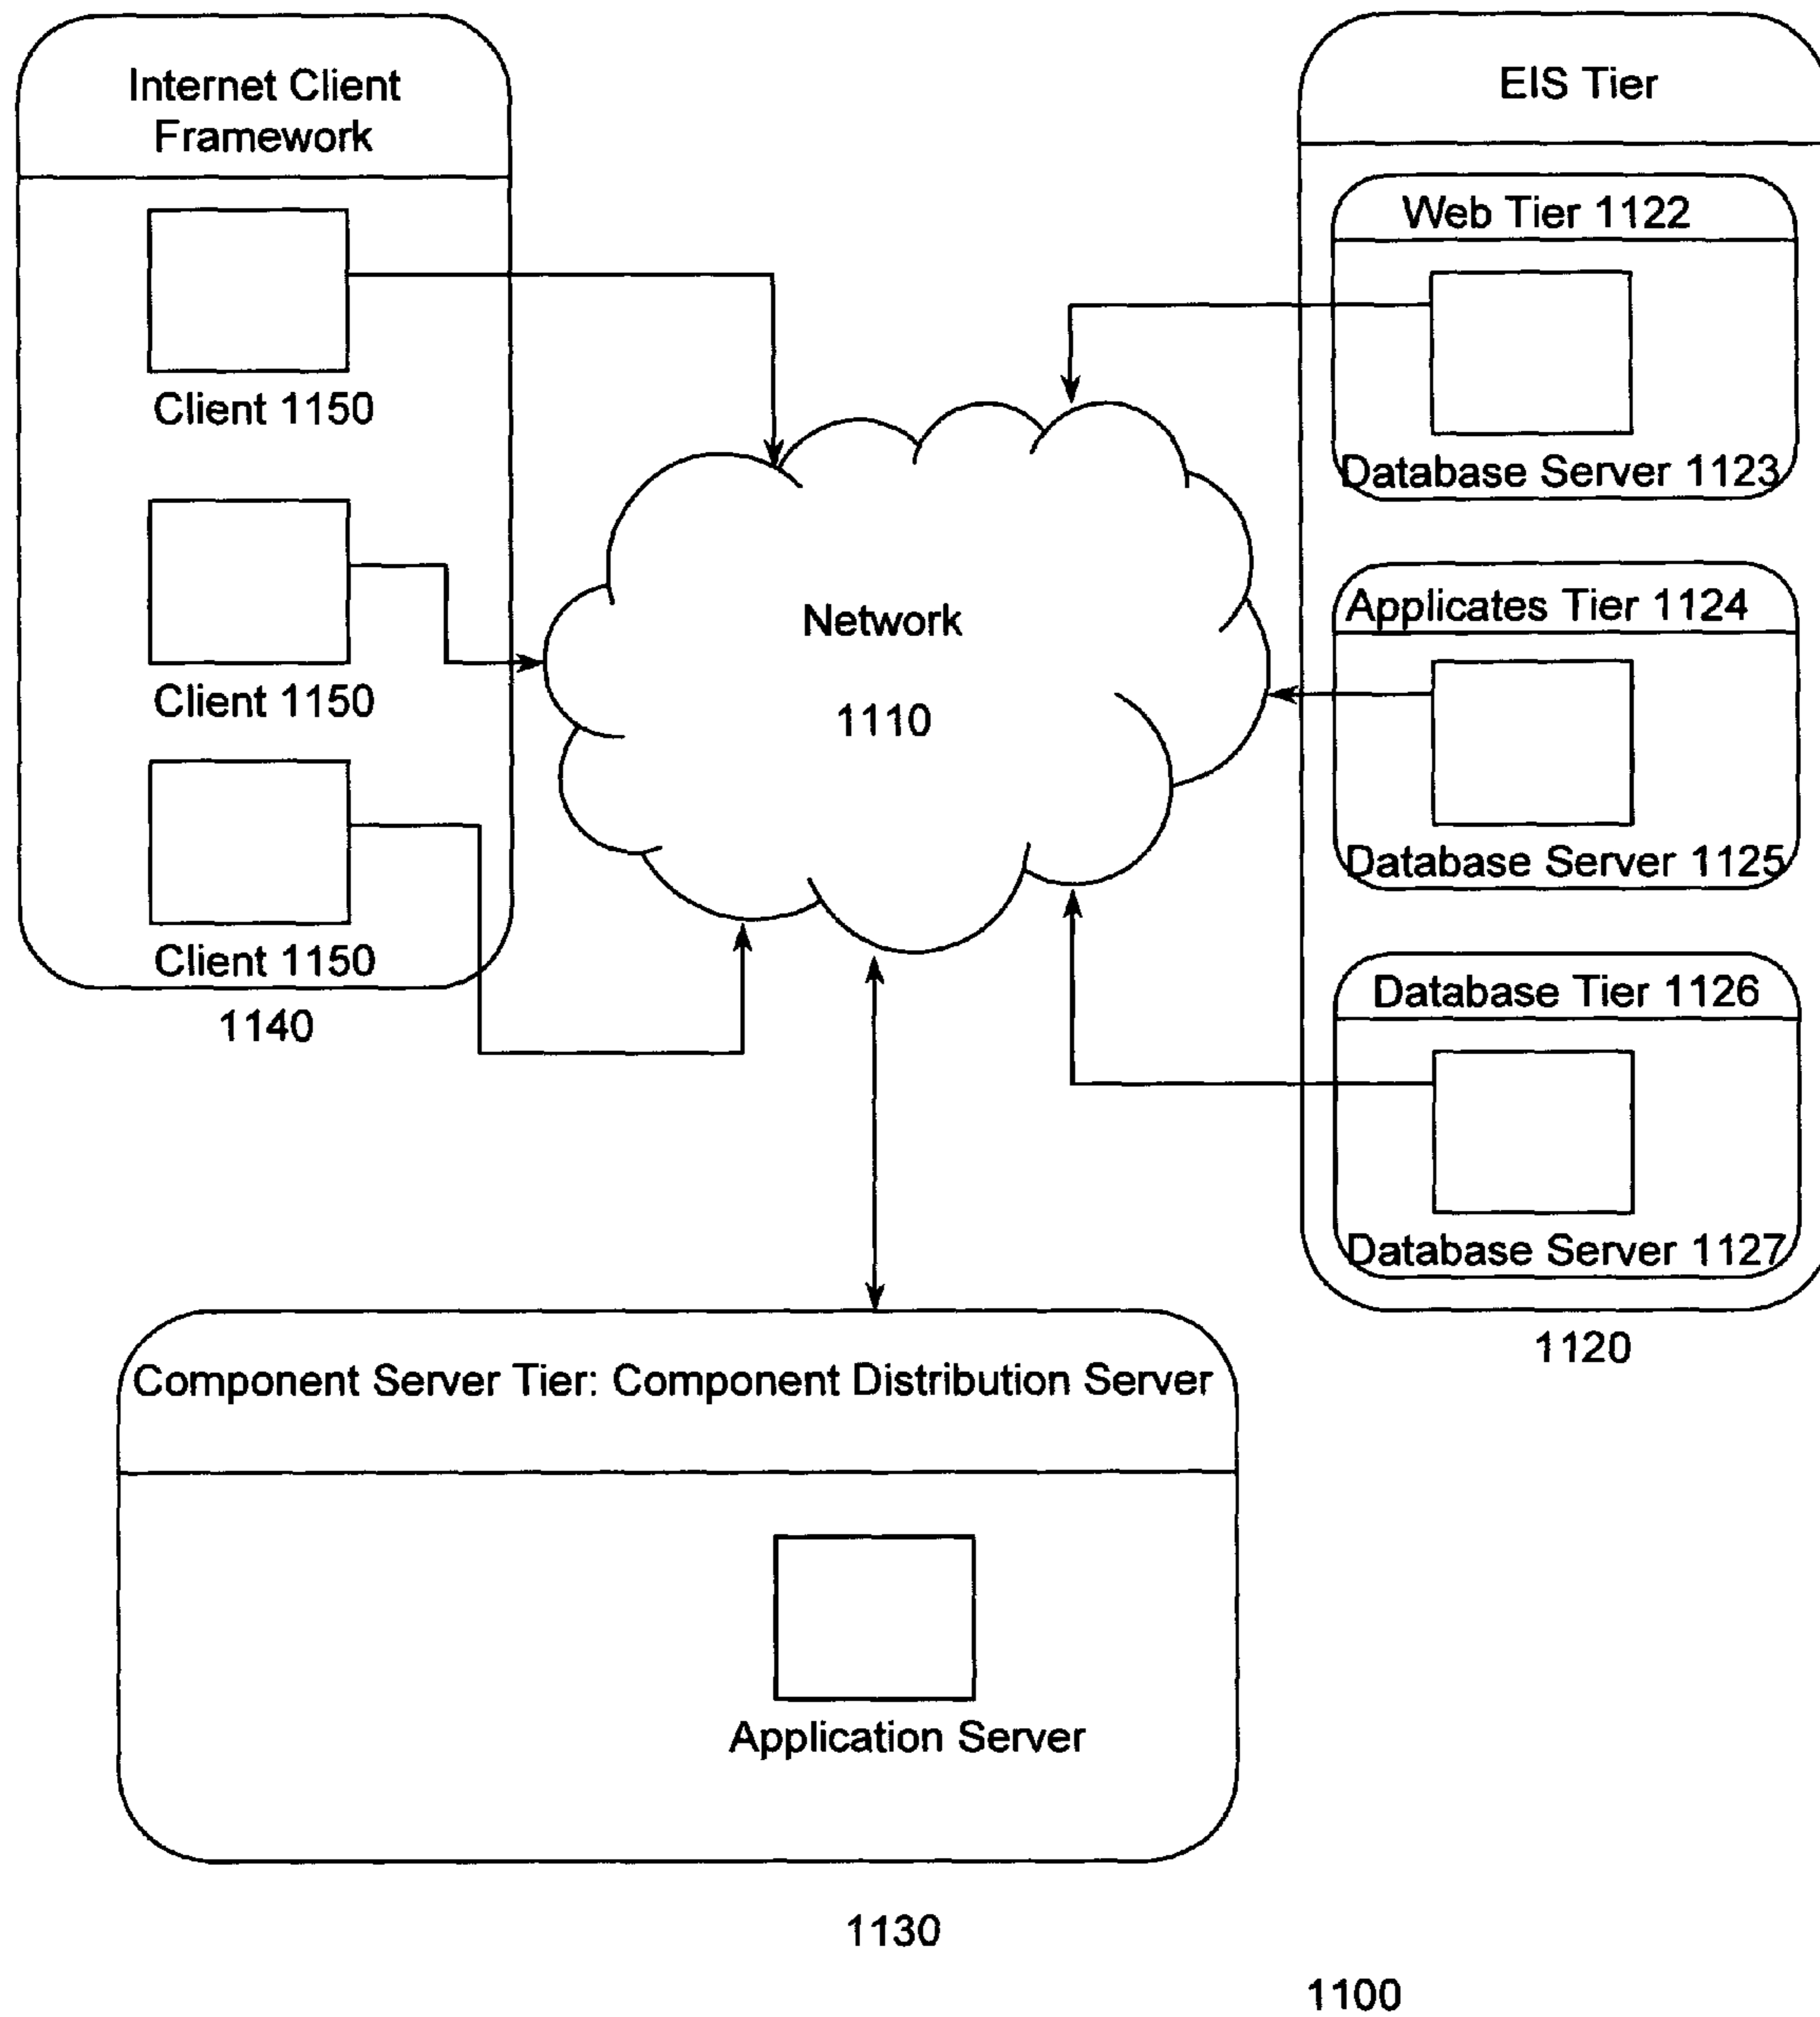 Internet Client
Framework
Client 1150
Client 1150
Client 1150
1140
Network
1110
EIS Tier
Web Tier 1122
Database Server 1123
Applicates Tier 1124
Database Server 1125
Database Tier 1126
Database Server 1127
1120
Component Server Tier: Component Distribution Server
Application Server
1130
1100